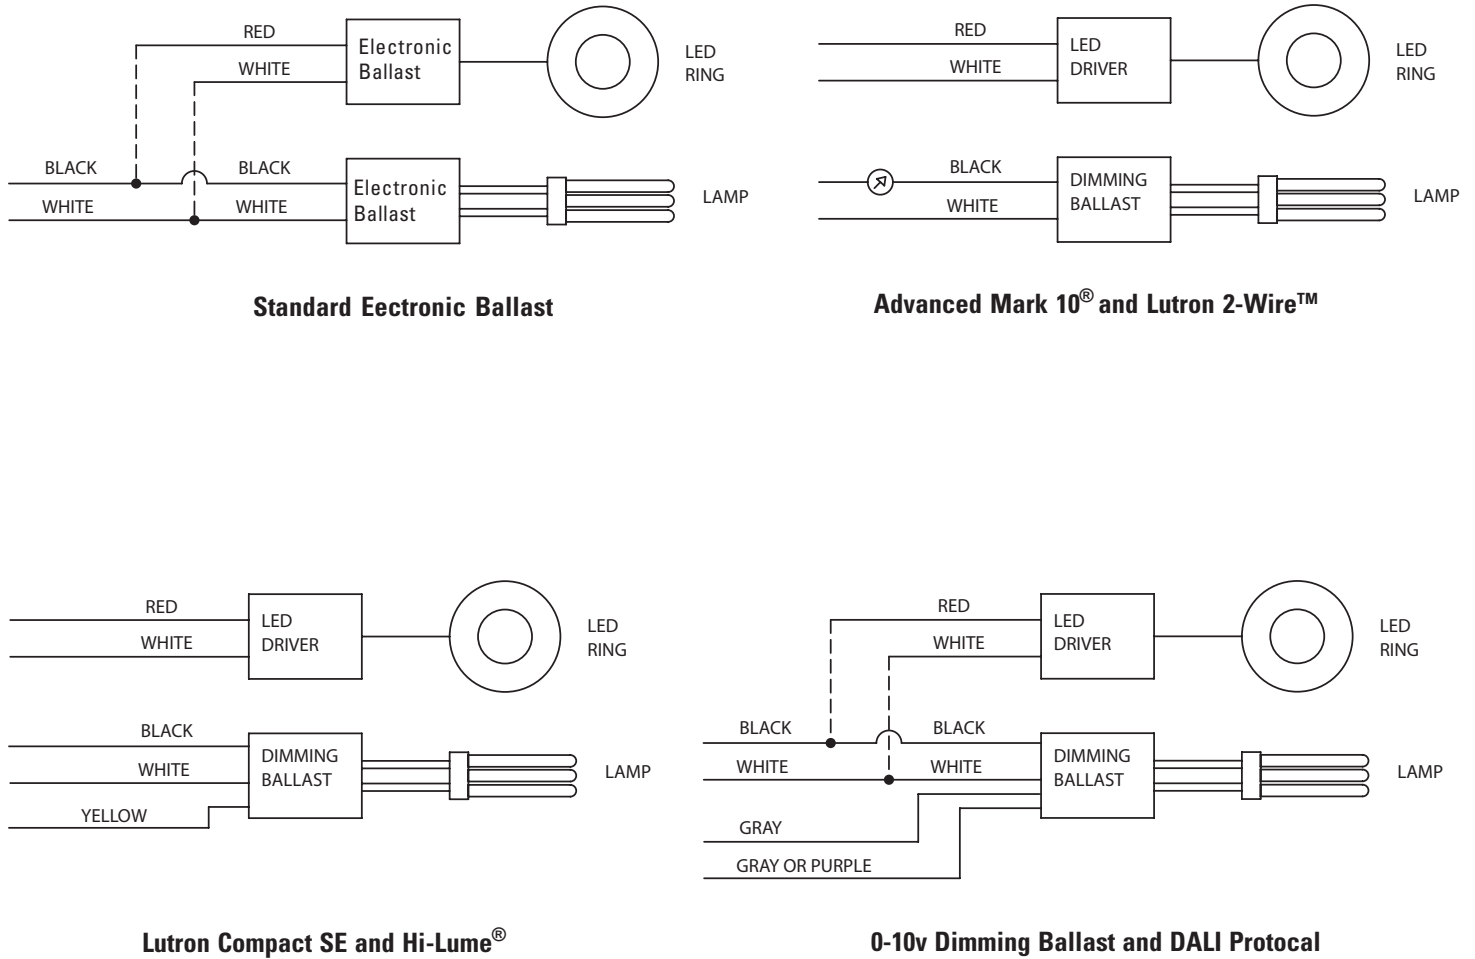 RED
Electronic
Ballast
WHITE
LED
RING
BLACK
BLACK
Electronic
Ballast
WHITE
WHITE
LAMP
Standard Eectronic Ballast
RED
LED
DRIVER
WHITE
LED
RING
BLACK
DIMMING
BALLAST
WHITE
LAMP
Advanced Mark 10® and Lutron 2-Wire™
RED
LED
DRIVER
WHITE
LED
RING
BLACK
DIMMING
BALLAST
WHITE
LAMP
YELLOW
Lutron Compact SE and Hi-Lume®
RED
LED
DRIVER
WHITE
LED
RING
BLACK
BLACK
DIMMING
BALLAST
WHITE
WHITE
LAMP
GRAY
GRAY OR PURPLE
0-10v Dimming Ballast and DALI Protocal